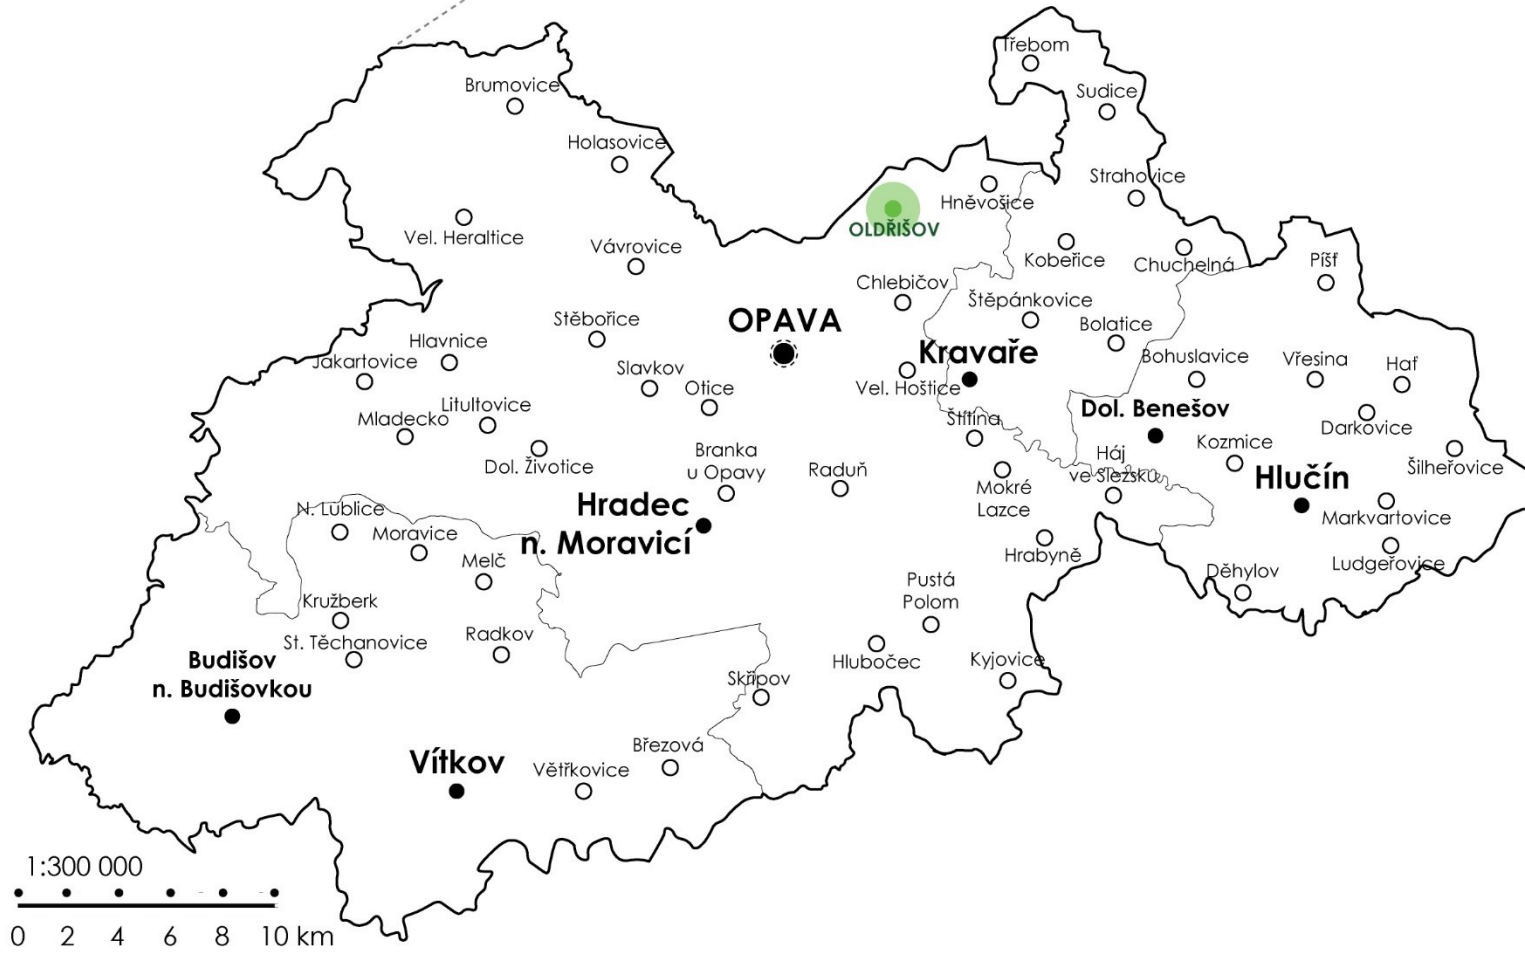 Třebom
Brumovice
Sudice
Holasovice
Strahovice
Hněvošice
OLDŘIŠOV
Vel. Heraltice
Vávrovice
Kobeřice
Chuchelná
Píšť
Chlebičov
Štěpánkovice
Stěbořice
OPAVA
Bolatice
Hlavnice
Jakartovice
Kravaře
Bohuslavice
Vřesina
Hať
Slavkov
Otice
Vel. Hoštice
Litultovice
Mladecko
Štítina
Dol. Benešov
Darkovice
Kozmice
Dol. Životice
Branka
u Opavy
Raduň
Háj
ve Slezsku
Šilheřovice
Hlučín
Mokré
Lazce
Hradec
n. Moravicí
N. Lublice
Moravice
Markvartovice
Hrabyně
Ludgeřovice
Melč
Děhylov
Pustá
Polom
Kružberk
St. Těchanovice
Radkov
Hlubočec
Kyjovice
Budišov
n. Budišovkou
Skřipov
Březová
Vítkov
Větřkovice
1:300 000
0 2 4 6 8 10 km